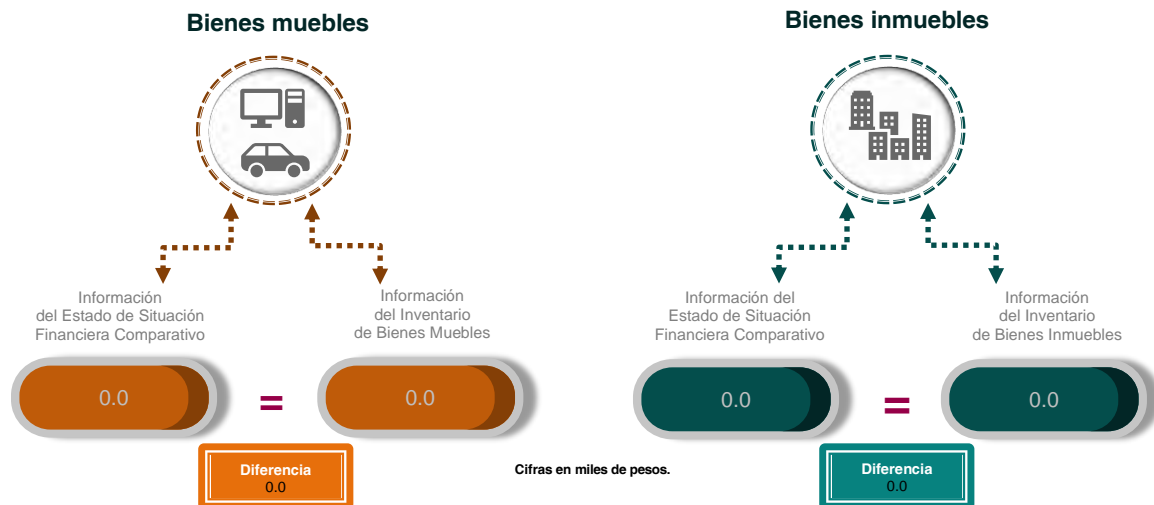 Bienes muebles
Información
del Estado de Situación
Financiera Comparativo
Información
del Inventario
de Bienes Muebles
0.0
=
0.0
Diferencia
0.0
Cifras en miles de pesos.
Bienes inmuebles
Información del
Estado de Situación
Financiera Comparativo
Información
del Inventario
de Bienes Inmuebles
0.0
=
0.0
Diferencia
0.0